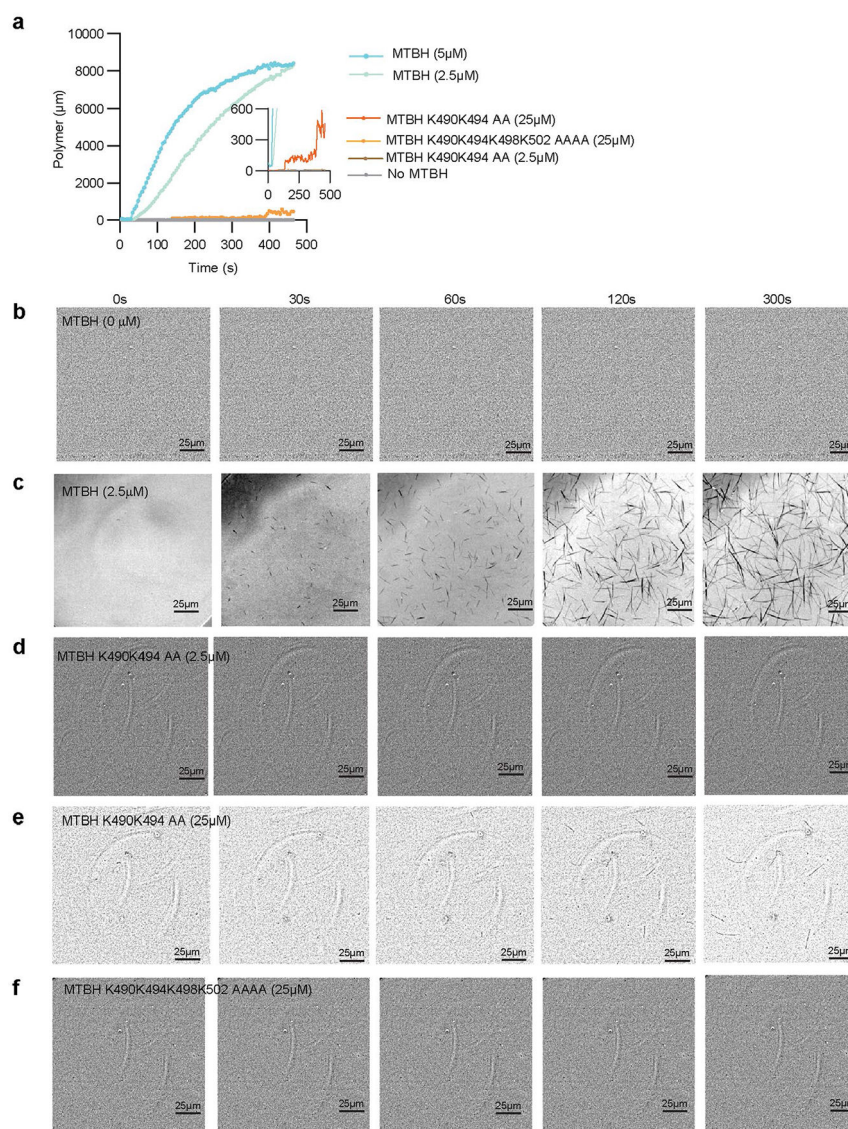 a
10000
8000
6000
4000
2000
0
Polymer (µm)
0 100 200 300 400 500
Time (s)
600
300
0
0 250 500
MTBH (5µM)
MTBH (2.5µM)
MTBH K490K494 AA (25µM)
MTBH K490K494K498K502 AAAA (25µM)
MTBH K490K494 AA (2.5µM)
No MTBH
0s 30s 60s 120s 300s
b
MTBH (0 µM)
25µm 25µm 25µm 25µm 25µm
c
MTBH (2.5µM)
25µm 25µm 25µm 25µm 25µm
d
MTBH K490K494 AA (2.5µM)
25µm 25µm 25µm 25µm 25µm
e
MTBH K490K494 AA (25µM)
25µm 25µm 25µm 25µm 25µm
f
MTBH K490K494K498K502 AAAA (25µM)
25µm 25µm 25µm 25µm 25µm